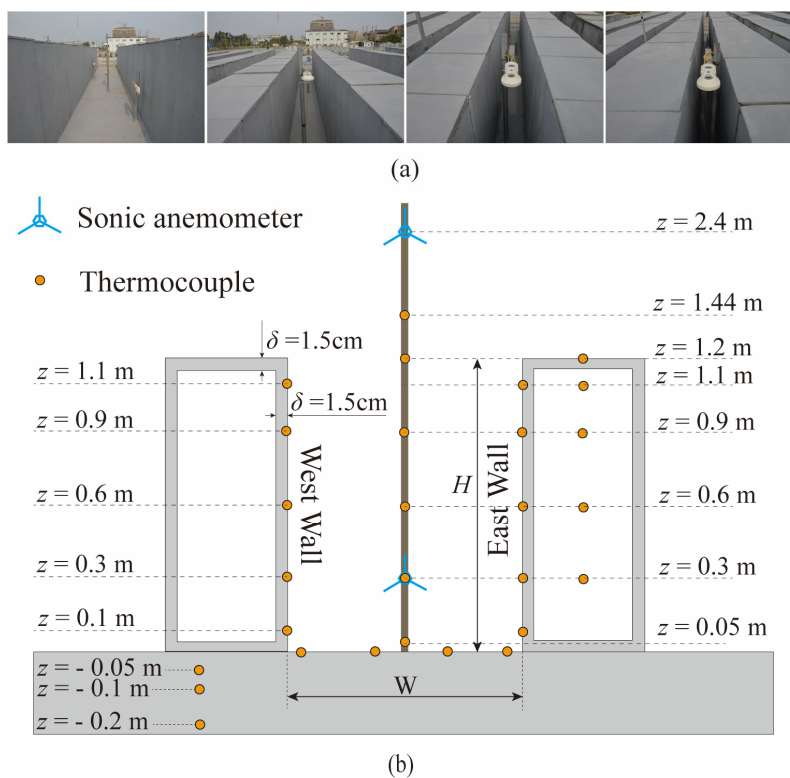 (a)
Sonic anemometer
Thermocouple
z = 2.4 m
z = 1.44 m
z = 1.2 m
z = 1.1 m
z = 0.9 m
z = 0.6 m
z = 0.3 m
z = 0.05 m
δ =1.5cm
δ =1.5cm
z = 1.1 m
z = 0.9 m
z = 0.6 m
z = 0.3 m
z = 0.1 m
West Wall
H
East Wall
z = - 0.05 m
z = - 0.1 m
z = - 0.2 m
W
(b)